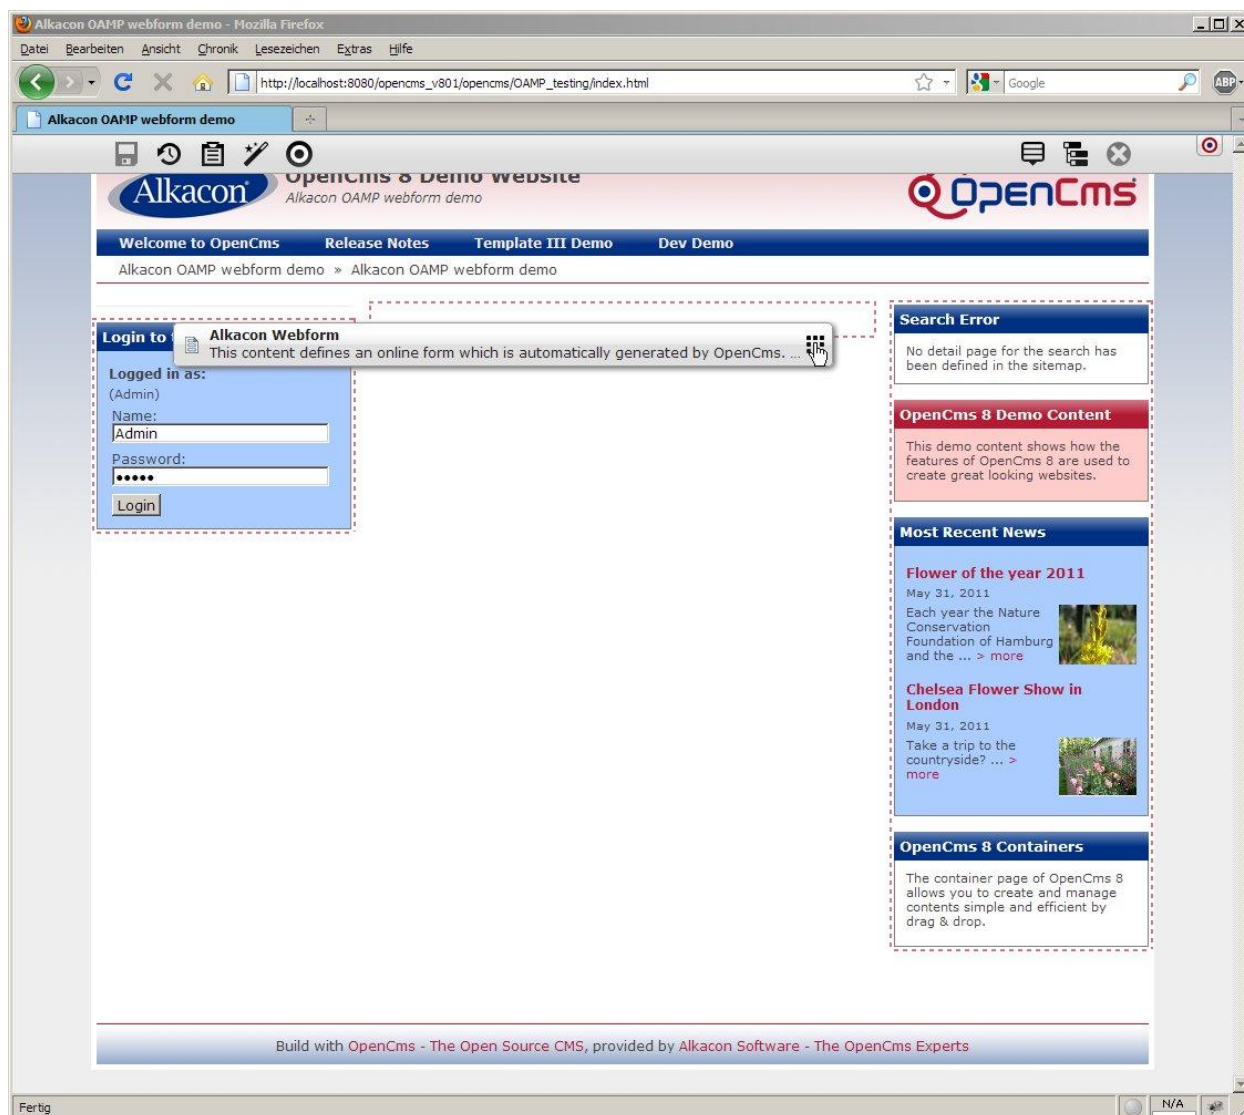 Alkacon OAMP webform demo - Mozilla Firefox
Datei Bearbeiten Ansicht Chronik Lesezeichen Extras Hilfe
http://localhost:8080/opencms_v801/opencms/OAMP_testing/index.html
Google
ABP
Alkacon OAMP webform demo
Alkacon
OpenCms 8 Demo Website
Alkacon OAMP webform demo
OpenCms
Welcome to OpenCms Release Notes Template III Demo Dev Demo
Alkacon OAMP webform demo » Alkacon OAMP webform demo
Login to
Alkacon Webform
This content defines an online form which is automatically generated by OpenCms. ...
Logged in as:
(Admin)
Name:
Admin
Password:
•••••
Login
Search Error
No detail page for the search has
been defined in the sitemap.
OpenCms 8 Demo Content
This demo content shows how the
features of OpenCms 8 are used to
create great looking websites.
Most Recent News
Flower of the year 2011
May 31, 2011
Each year the Nature
Conservation
Foundation of Hamburg
and the ... > more
Chelsea Flower Show in
London
May 31, 2011
Take a trip to the
countryside? ... >
more
OpenCms 8 Containers
The container page of OpenCms 8
allows you to create and manage
contents simple and efficient by
drag & drop.
Build with OpenCms - The Open Source CMS, provided by Alkacon Software - The OpenCms Experts
Fertig
N/A